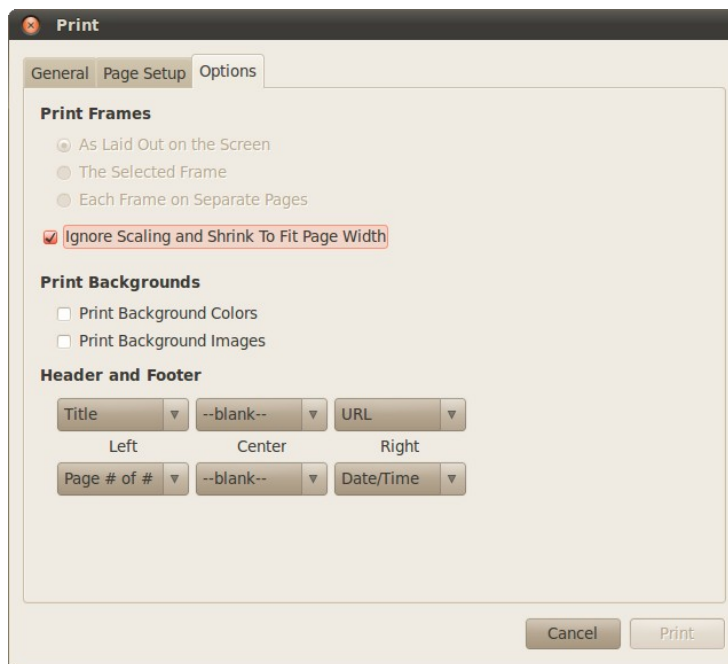 Print
General Page Setup Options
Print Frames
As Laid Out on the Screen
The Selected Frame
Each Frame on Separate Pages
Ignore Scaling and Shrink To Fit Page Width
Print Backgrounds
Print Background Colors
Print Background Images
Header and Footer
Title --blank-- URL
Left Center Right
Page # of # --blank-- Date/Time
Cancel Print